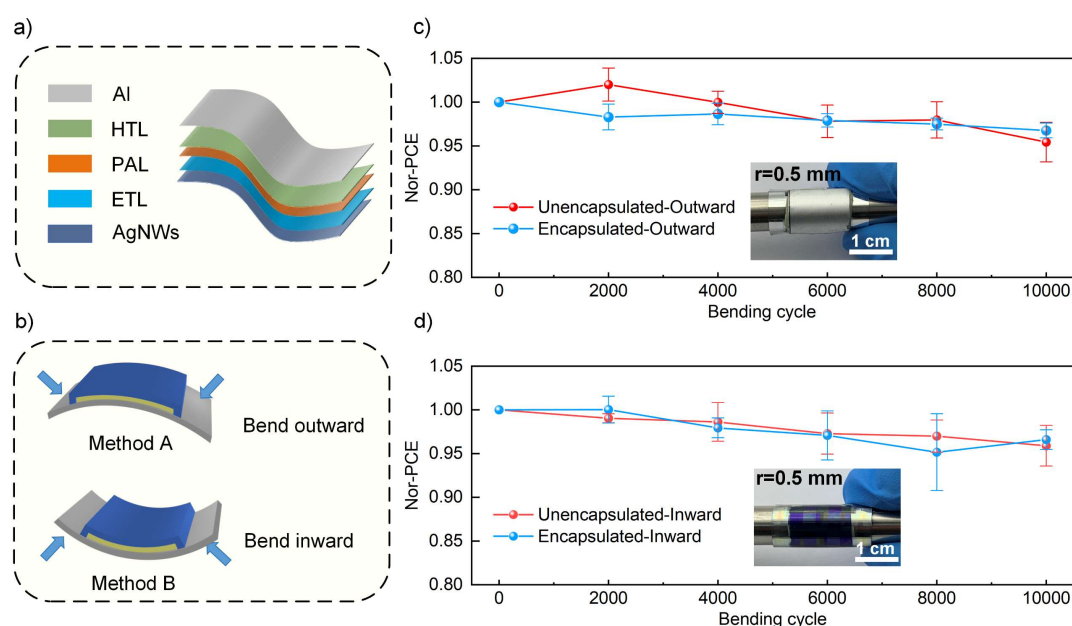 a)
Al
HTL
PAL
ETL
AgNWs
b)
Method A
Bend outward
Method B
Bend inward
c)
Nor-PCE
1.05
1.00
0.95
0.90
0.85
0.80
r=0.5 mm
1 cm
Unencapsulated-Outward
Encapsulated-Outward
0 2000 4000 6000 8000 10000
Bending cycle
d)
Nor-PCE
1.05
1.00
0.95
0.90
0.85
0.80
r=0.5 mm
1 cm
Unencapsulated-Inward
Encapsulated-Inward
0 2000 4000 6000 8000 10000
Bending cycle